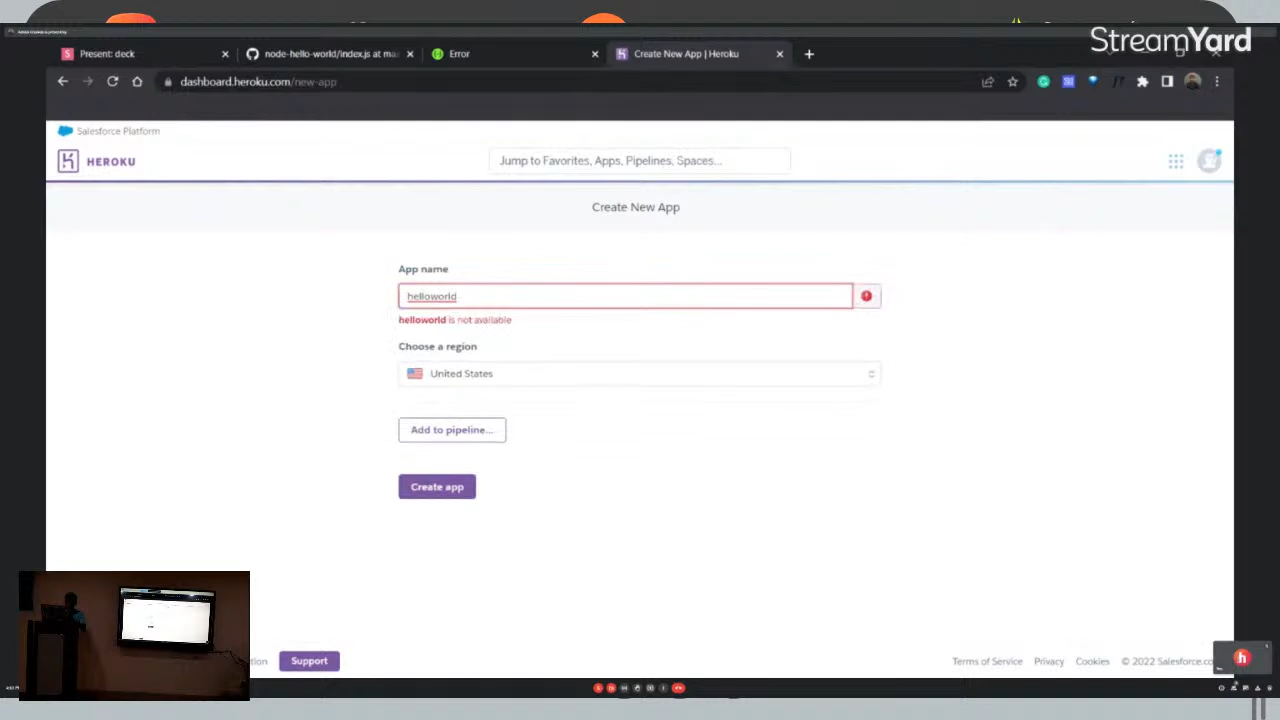 StreamYard
Present: deck
node-hello-world/index.js at ma
Error
Create New App | Heroku
dashboard.heroku.com/new-app
Salesforce Platform
HEROKU
Jump to Favorites, Apps, Pipelines, Spaces...
Create New App
App name
helloworld
helloworld is not available
Choose a region
United States
Add to pipeline...
Create app
tion
Support
Terms of Service
Privacy
Cookies
© 2022 Salesforce.co
h